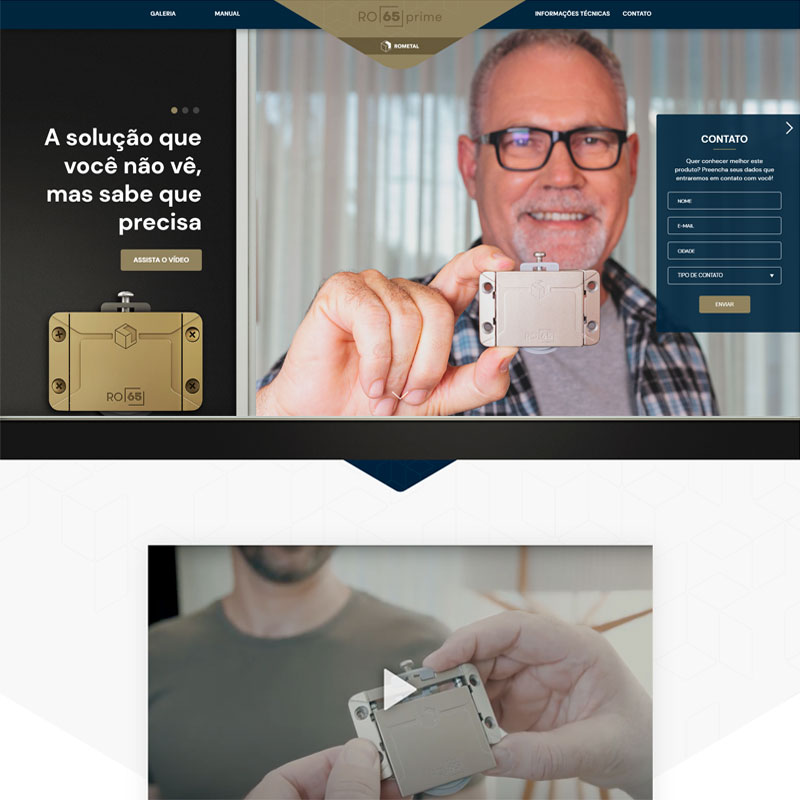 GALERIA
MANUAL
RO 65 prime
INFORMAÇÕES TÉCNICAS
CONTATO
ROMETAL
A solução que
você não vê,
mas sabe que
precisa
ASSISTA O VÍDEO
RO 65
RO 65
CONTATO
Quer conhecer melhor este
produto? Preencha seus dados que
entraremos em contato com você!
NOME
E-MAIL
CIDADE
TIPO DE CONTATO
ENVIAR